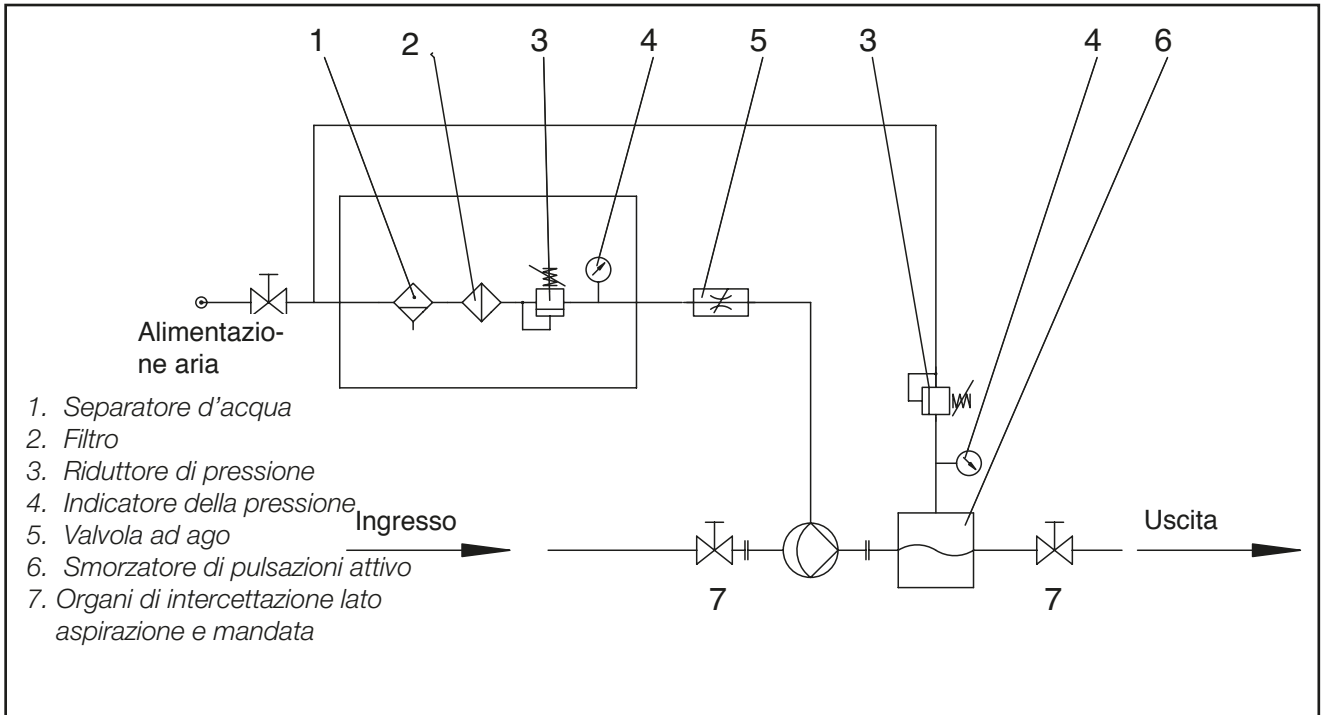 1 2 3 4 5 3 4 6
Alimentazio-
ne aria
1. Separatore d'acqua
2. Filtro
3. Riduttore di pressione
4. Indicatore della pressione
5. Valvola ad ago
6. Smorzatore di pulsazioni attivo
7. Organi di intercettazione lato
aspirazione e mandata
Ingresso
Uscita
7 7